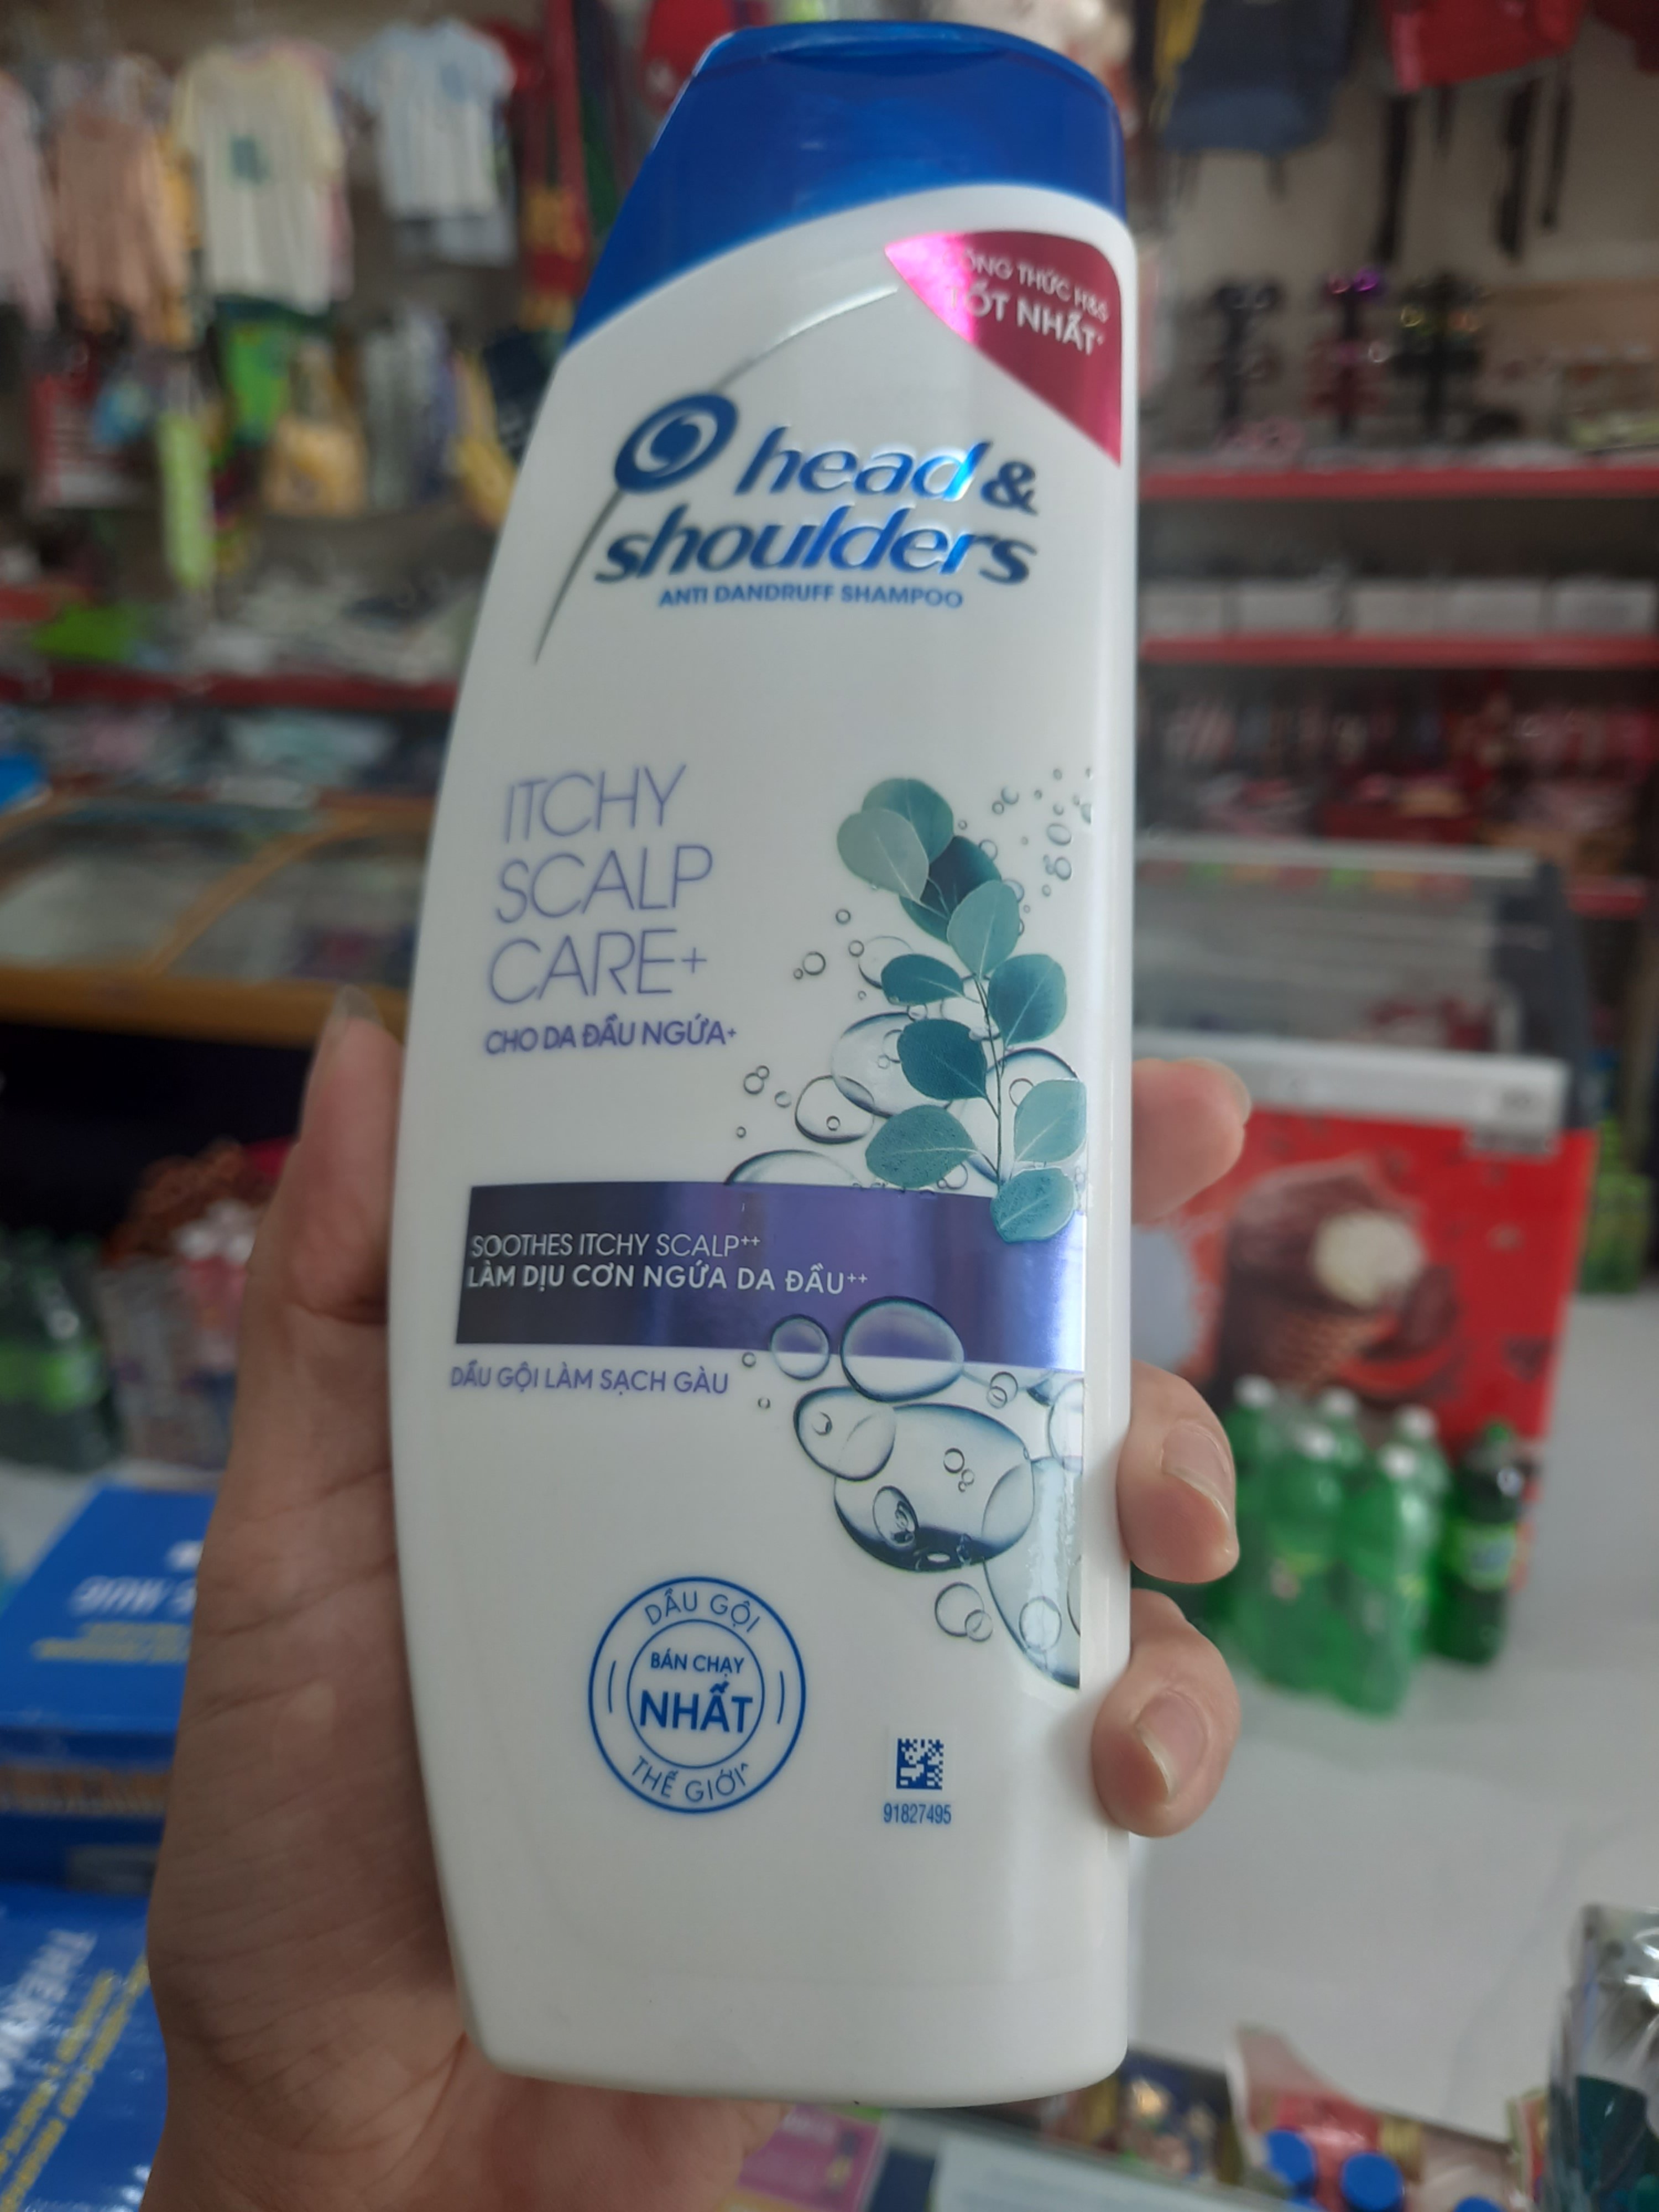 THỨC H&S
NHẤT*
head &
shoulders
ANTI DANDRUFF SHAMPOO
ITCHY
SCALP
CARE+
CHO DA ĐẦU NGỨA+
SOOTHES ITCHY SCALP++
LÀM DỊU CƠN NGỨA DA ĐẦU++
DẦU GỘI LÀM SẠCH GÀU
DẦU GỘI
BÁN CHẠY
NHẤT
THẾ GIỚI^
91827495